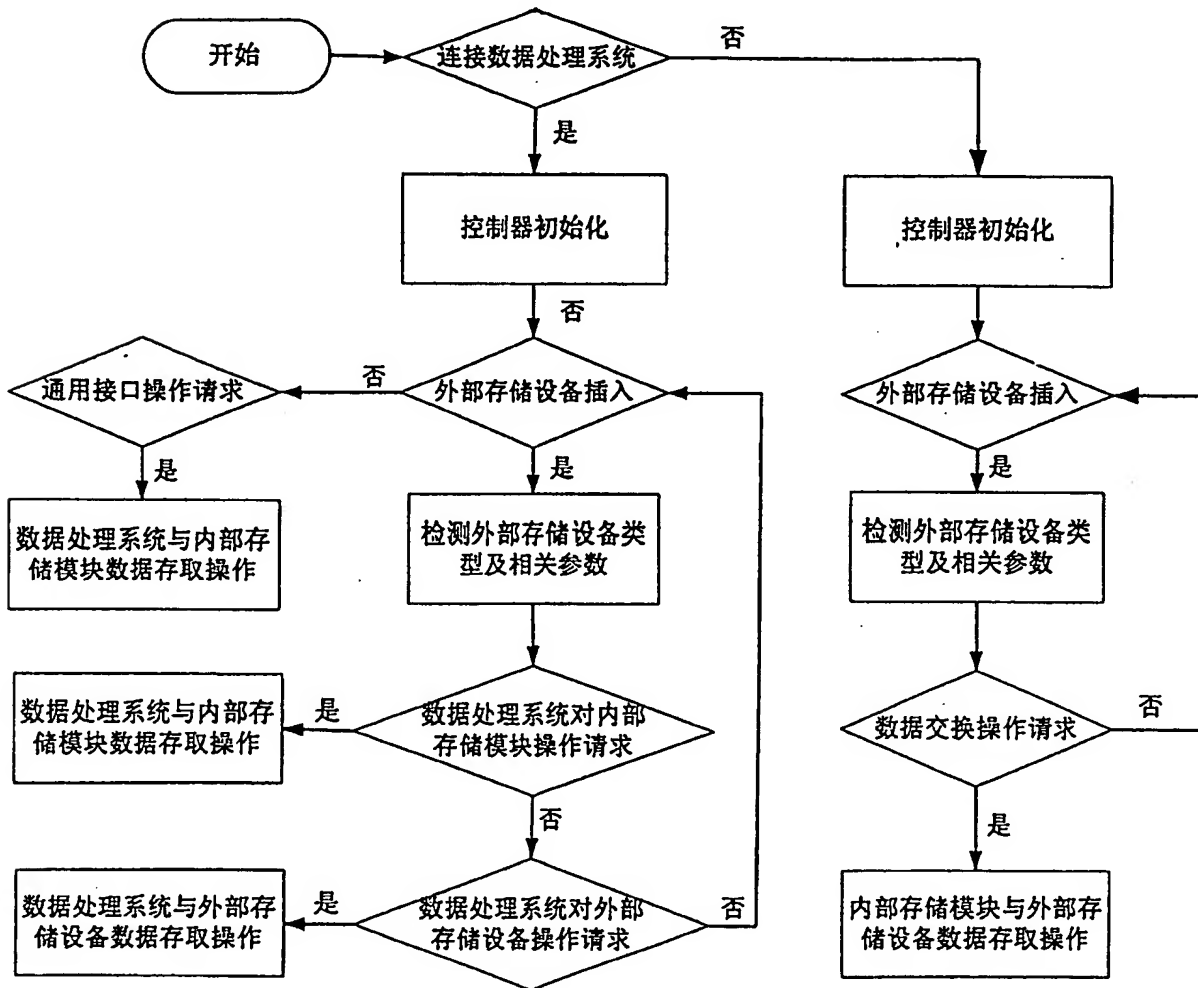 开始
连接数据处理系统
否
是
控制器初始化
控制器初始化
否
通用接口操作请求
否
外部存储设备插入
外部存储设备插入
是
是
是
数据处理系统与内部存
储模块数据存取操作
检测外部存储设备类
型及相关参数
检测外部存储设备类
型及相关参数
数据处理系统与内部存
储模块数据存取操作
是
数据处理系统对内部
存储模块操作请求
数据交换操作请求
否
否
是
数据处理系统与外部存
储设备数据存取操作
是
数据处理系统对外部
存储设备操作请求
否
内部存储模块与外部存
储设备数据存取操作